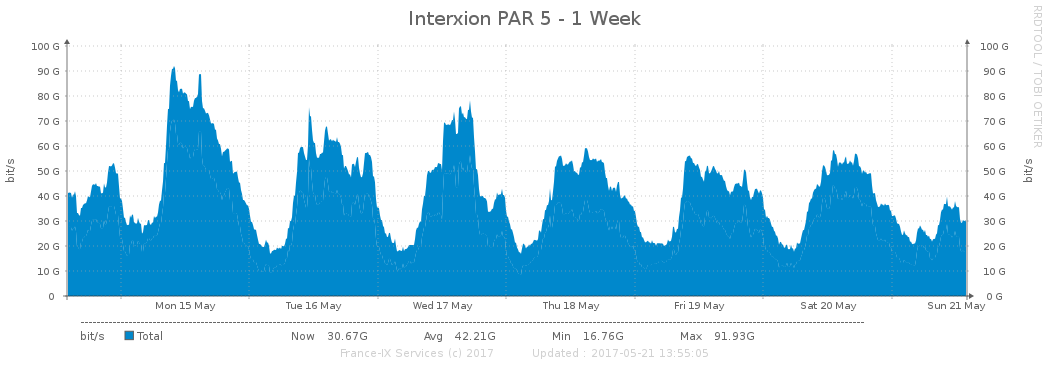 Interxion PAR 5 - 1 Week
RRDTOOL / TOBI OETIKER
100 G 100 G
90 G 90 G
80 G 80 G
70 G 70 G
60 G 60 G
50 G 50 G
40 G 40 G
30 G 30 G
20 G 20 G
10 G 10 G
0 0 G
bit/s
bit/s
Mon 15 May Tue 16 May Wed 17 May Thu 18 May Fri 19 May Sat 20 May Sun 21 May
bit/s Total Now 30.67G Avg 42.21G Min 16.76G Max 91.93G
France-IX Services (c) 2017 Updated : 2017-05-21 13:55:05